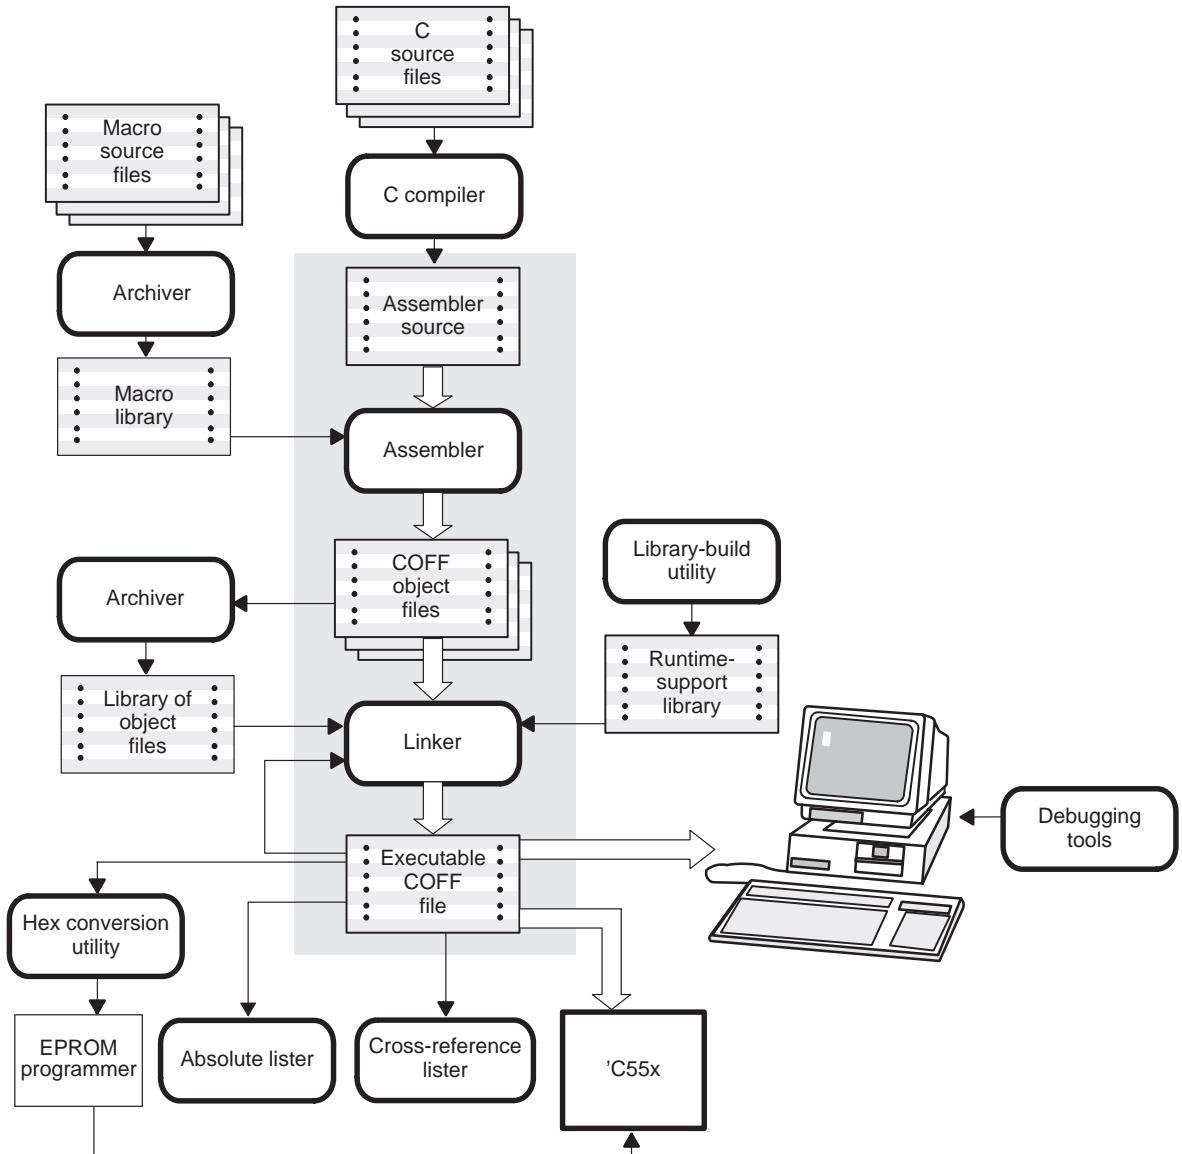 C
source
files
Macro
source
files
C compiler
Archiver
Assembler
source
Macro
library
Assembler
Library-build
utility
COFF
object
files
Archiver
Runtime-
support
library
Library of
object
files
Linker
Debugging
tools
Executable
COFF
file
Hex conversion
utility
EPROM
programmer
Absolute lister
Cross-reference
lister
’C55x